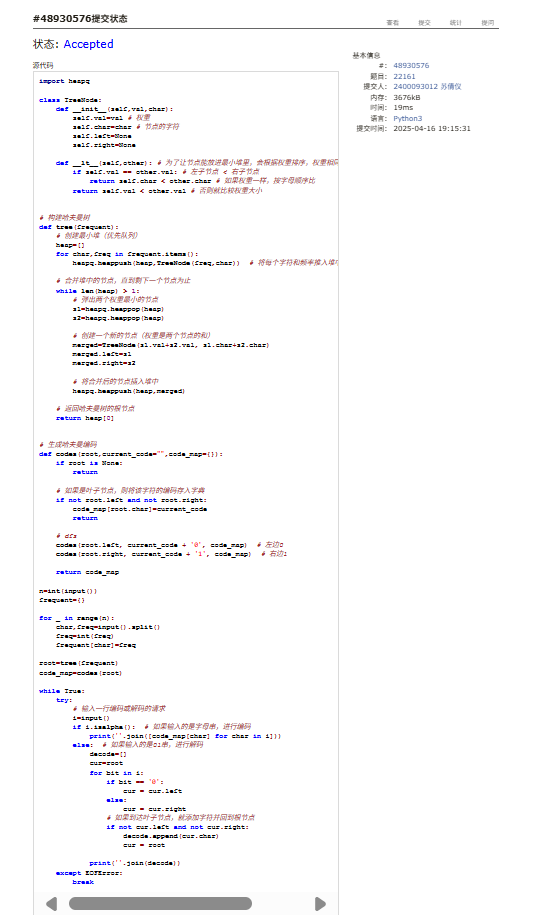 #48930576提交状态
查看 提交 统计 提问
状态: Accepted
源代码
import heapq
class TreeNode:
    def __init__(self,val,char):
        self.val=val # 权重
        self.char=char # 节点的字符
        self.left=None
        self.right=None
    def __lt__(self,other): # 为了让节点能放进最小堆里，会根据权重排序，权重相同
        if self.val == other.val: # 左子节点 < 右子节点
            return self.char < other.char # 如果权重一样，按字母顺序比
        return self.val < other.val # 否则就比较权重大小
# 构建哈夫曼树
def tree(frequent):
    # 创建最小堆（优先队列）
    heap=[]
    for char,freq in frequent.items():
        heapq.heappush(heap,TreeNode(freq,char))  # 将每个字符和频率推入堆中
    # 合并堆中的节点，直到剩下一个节点为止
    while len(heap) > 1:
        # 弹出两个权重最小的节点
        s1=heapq.heappop(heap)
        s2=heapq.heappop(heap)
        # 创建一个新的节点（权重是两个节点的和）
        merged=TreeNode(s1.val+s2.val, s1.char+s2.char)
        merged.left=s1
        merged.right=s2
        # 将合并后的节点插入堆中
        heapq.heappush(heap,merged)
    # 返回哈夫曼树的根节点
    return heap[0]
# 生成哈夫曼编码
def codes(root,current_code="",code_map={}):
    if root is None:
        return
    # 如果是叶子节点，则将该字符的编码存入字典
    if not root.left and not root.right:
        code_map[root.char]=current_code
        return
    # dfs
    codes(root.left, current_code + '0', code_map)  # 左边0
    codes(root.right, current_code + '1', code_map)  # 右边1
    return code_map
n=int(input())
frequent={}
for _ in range(n):
    char,freq=input().split()
    freq=int(freq)
    frequent[char]=freq
root=tree(frequent)
code_map=codes(root)
while True:
    try:
        # 输入一行编码或解码的请求
        i=input()
        if i.isalpha():  # 如果输入的是字母串，进行编码
            print(''.join([code_map[char] for char in i]))
        else:  # 如果输入的是01串，进行解码
            decode=[]
            cur=root
            for bit in i:
                if bit == '0':
                    cur = cur.left
                else:
                    cur = cur.right
                # 如果到达叶子节点，就添加字符并回到根节点
                if not cur.left and not cur.right:
                    decode.append(cur.char)
                    cur = root
            print(''.join(decode))
    except EOFError:
        break
基本信息
#: 48930576
题目: 22161
提交人: 2400093012 苏倩仪
内存: 3676kB
时间: 19ms
语言: Python3
提交时间: 2025-04-16 19:15:31